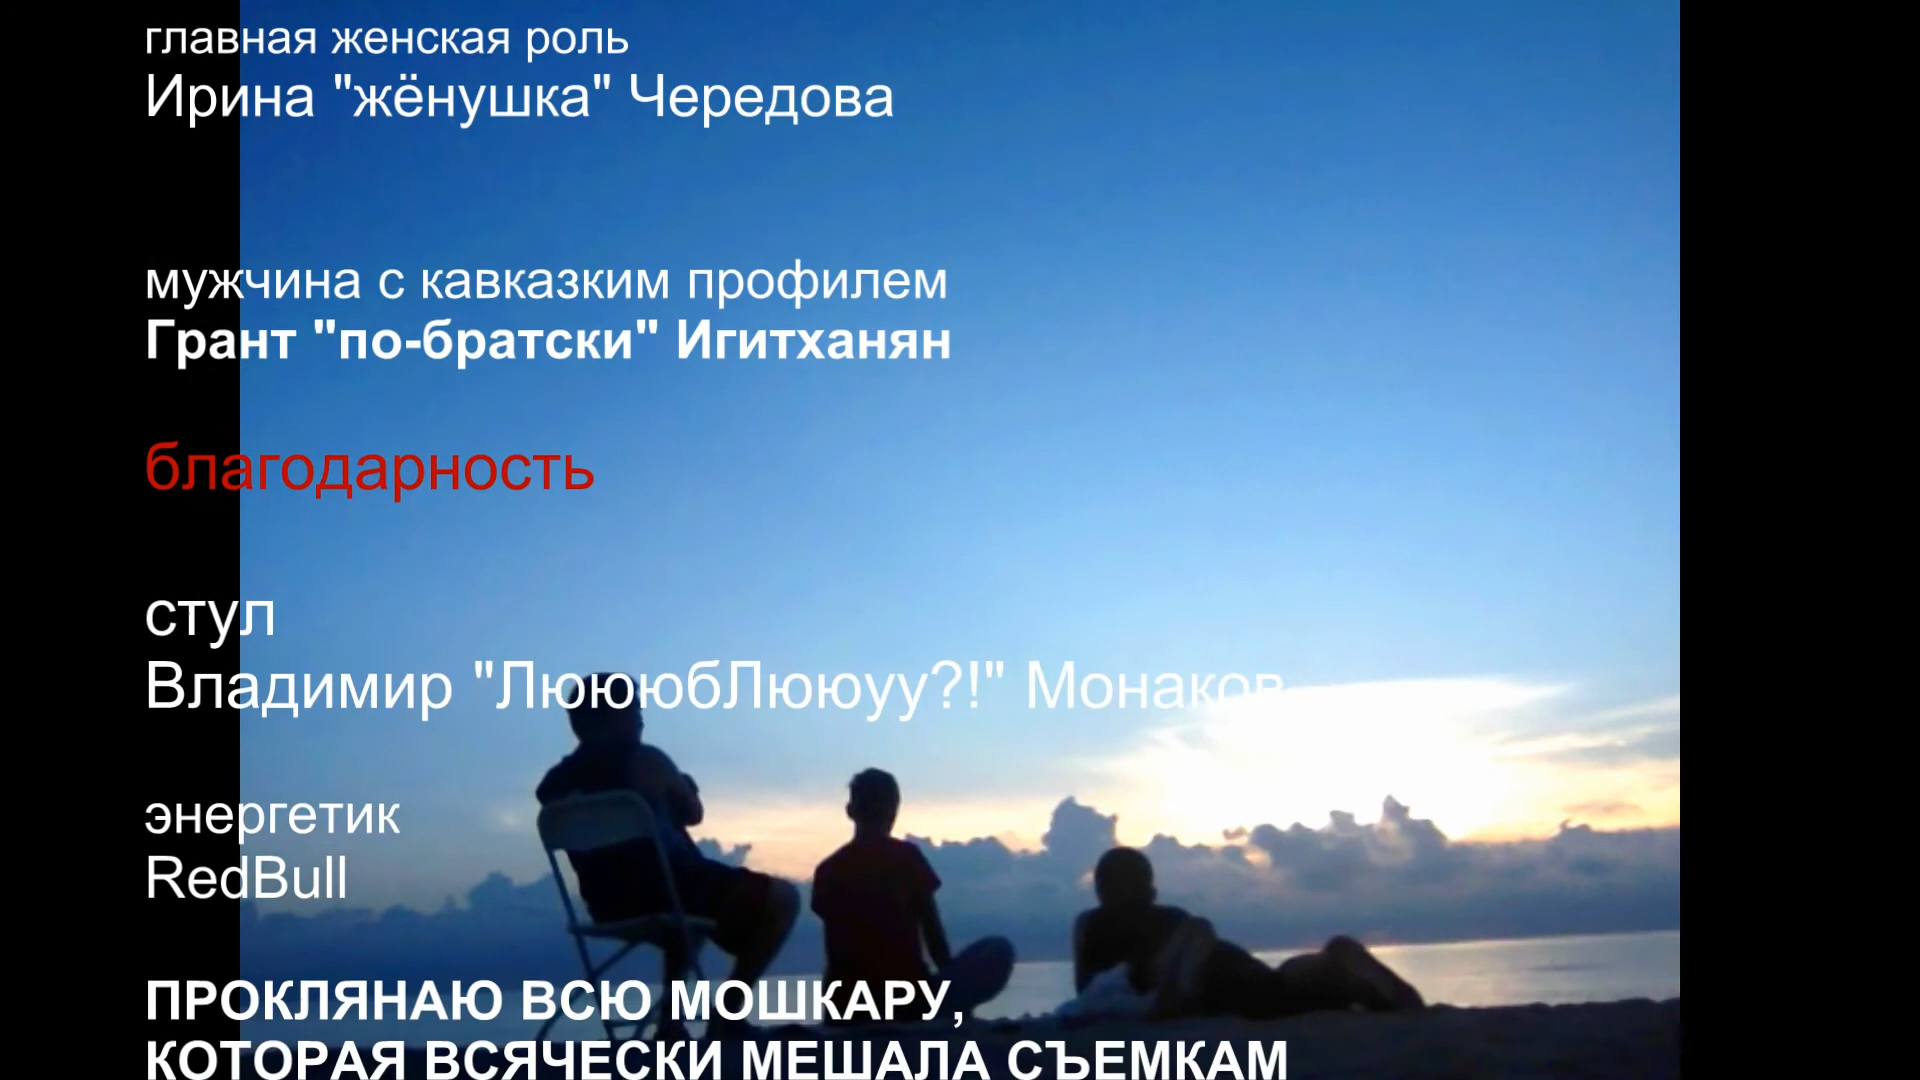 главная женская роль
Ирина "жёнушка" Чередова
мужчина с кавказким профилем
Грант "по-братски" Игитханян
благодарность
стул
Владимир "ЛюююбЛююуу?!" Монаков
энергетик
RedBull
ПРОКЛЯНАЮ ВСЮ МОШКАРУ,
КОТОРАЯ ВСЯЧЕСКИ МЕШАЛА СЪЕМКАМ